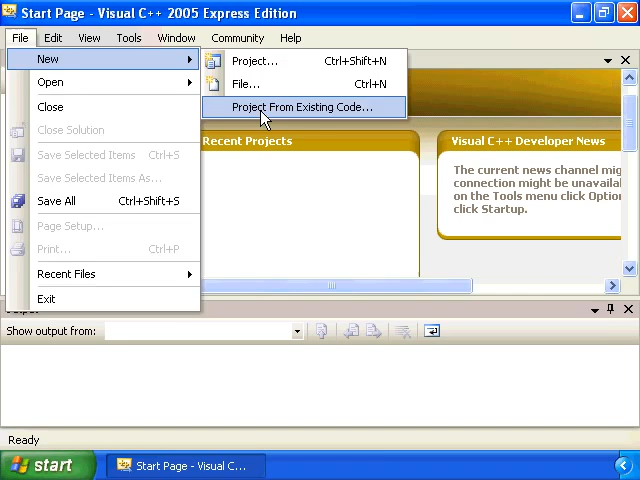 Start Page - Visual C++ 2005 Express Edition
File Edit View Tools Window Community Help
New
Open
Close
Close Solution
Save Selected Items Ctrl+S
Save Selected Items As...
Save All Ctrl+Shift+S
Page Setup...
Print... Ctrl+P
Recent Files
Exit
Project... Ctrl+Shift+N
File... Ctrl+N
Project From Existing Code...
Recent Projects
Visual C++ Developer News
The current news channel mig
connection might be unavaila
on the Tools menu click Option
click Startup.
Show output from:
Ready
start
Start Page - Visual C...